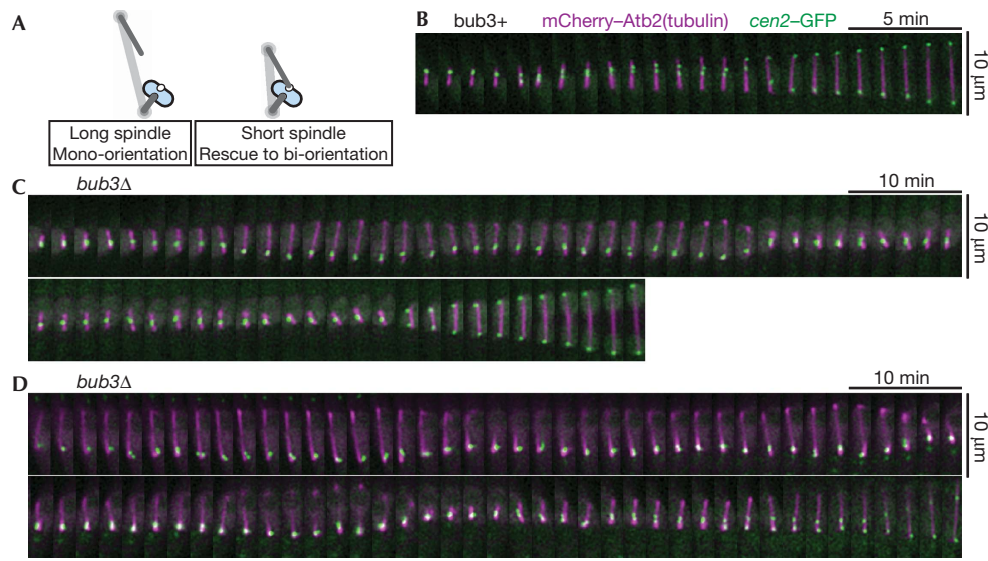 A
Long spindle
Mono-orientation
Short spindle
Rescue to bi-orientation
B
bub3+ mCherry–Atb2(tubulin) cen2–GFP 5 min
10 μm
C
bub3Δ 10 min
10 μm
D
bub3Δ 10 min
10 μm